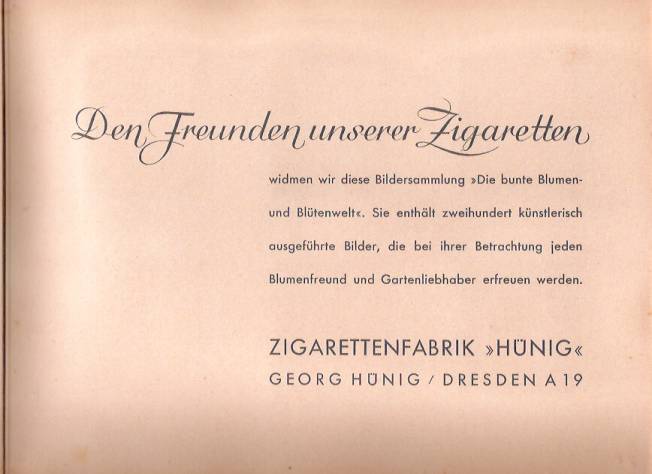 Den Freunden unserer Zigaretten
widmen wir diese Bildersammlung »Die bunte Blumen-
und Blütenwelt«. Sie enthält zweihundert künstlerisch
ausgeführte Bilder, die bei ihrer Betrachtung jeden
Blumenfreund und Gartenliebhaber erfreuen werden.
ZIGARETTENFABRIK »HÜNIG«
GEORG HÜNIG / DRESDEN A 19